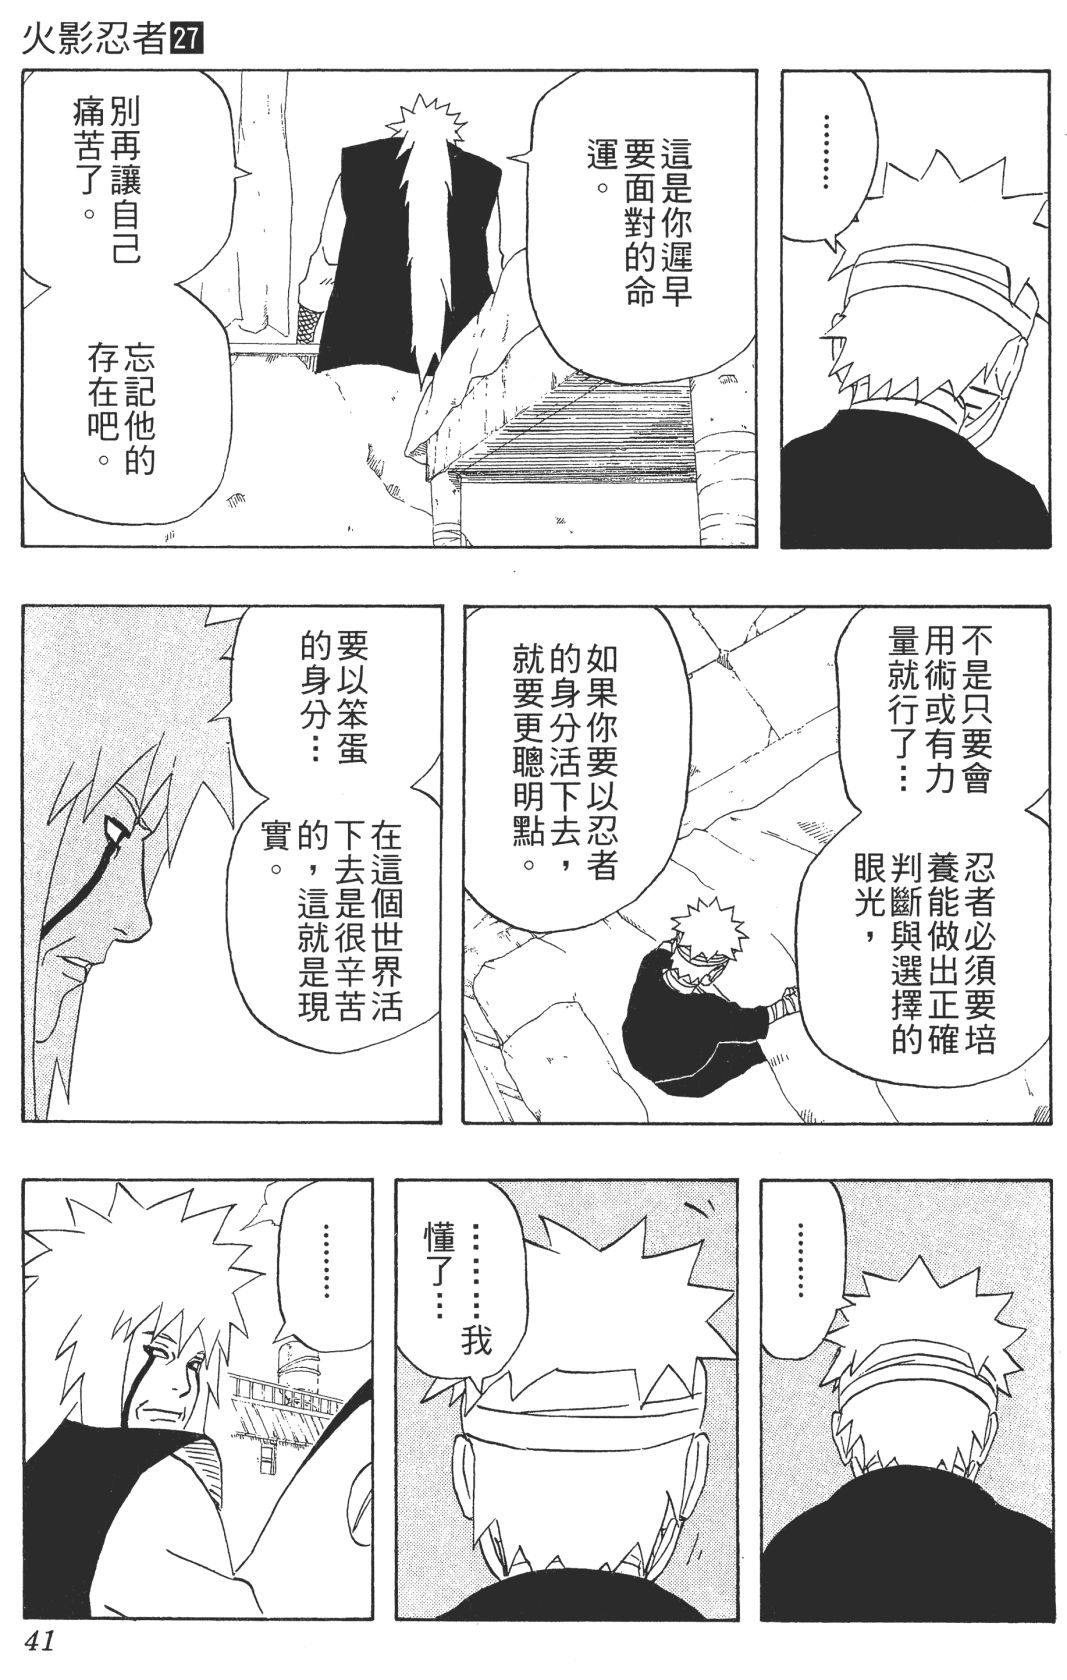 火影忍者27
………
這是你遲早
要面對的命
運。
別再讓自己
痛苦了。
忘記他的
存在吧。
不是只要會
用術或有力
量就行了…
忍者必須要培
養能做出正確
判斷與選擇的
眼光，
如果你要以忍者
的身分活下去，
就要更聰明點。
要以笨蛋
的身分…
在這個世界活
下去是很辛苦
的，這就是現
實。
………
………我
懂了…
………
41